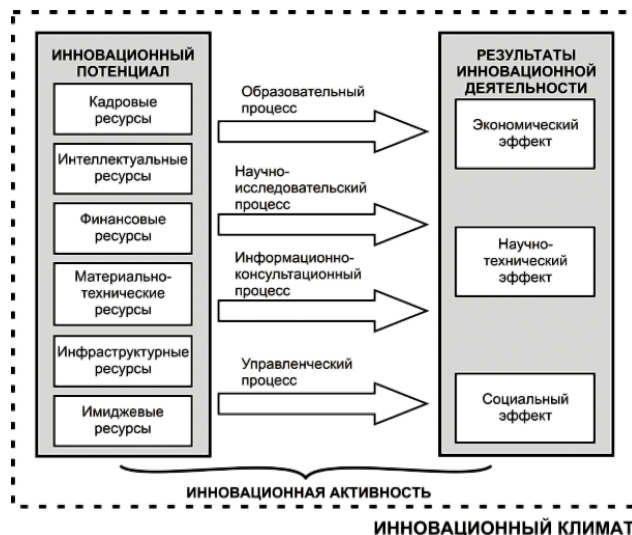 ИННОВАЦИОННЫЙ
ПОТЕНЦИАЛ
Кадровые
ресурсы
Интеллектуальные
ресурсы
Финансовые
ресурсы
Материально-
технические
ресурсы
Инфраструктурные
ресурсы
Имиджевые
ресурсы
Образовательный
процесс
Научно-
исследовательский
процесс
Информационно-
консультационный
процесс
Управленческий
процесс
РЕЗУЛЬТАТЫ
ИННОВАЦИОННОЙ
ДЕЯТЕЛЬНОСТИ
Экономический
эффект
Научно-
технический
эффект
Социальный
эффект
ИННОВАЦИОННАЯ АКТИВНОСТЬ
ИННОВАЦИОННЫЙ КЛИМАТ